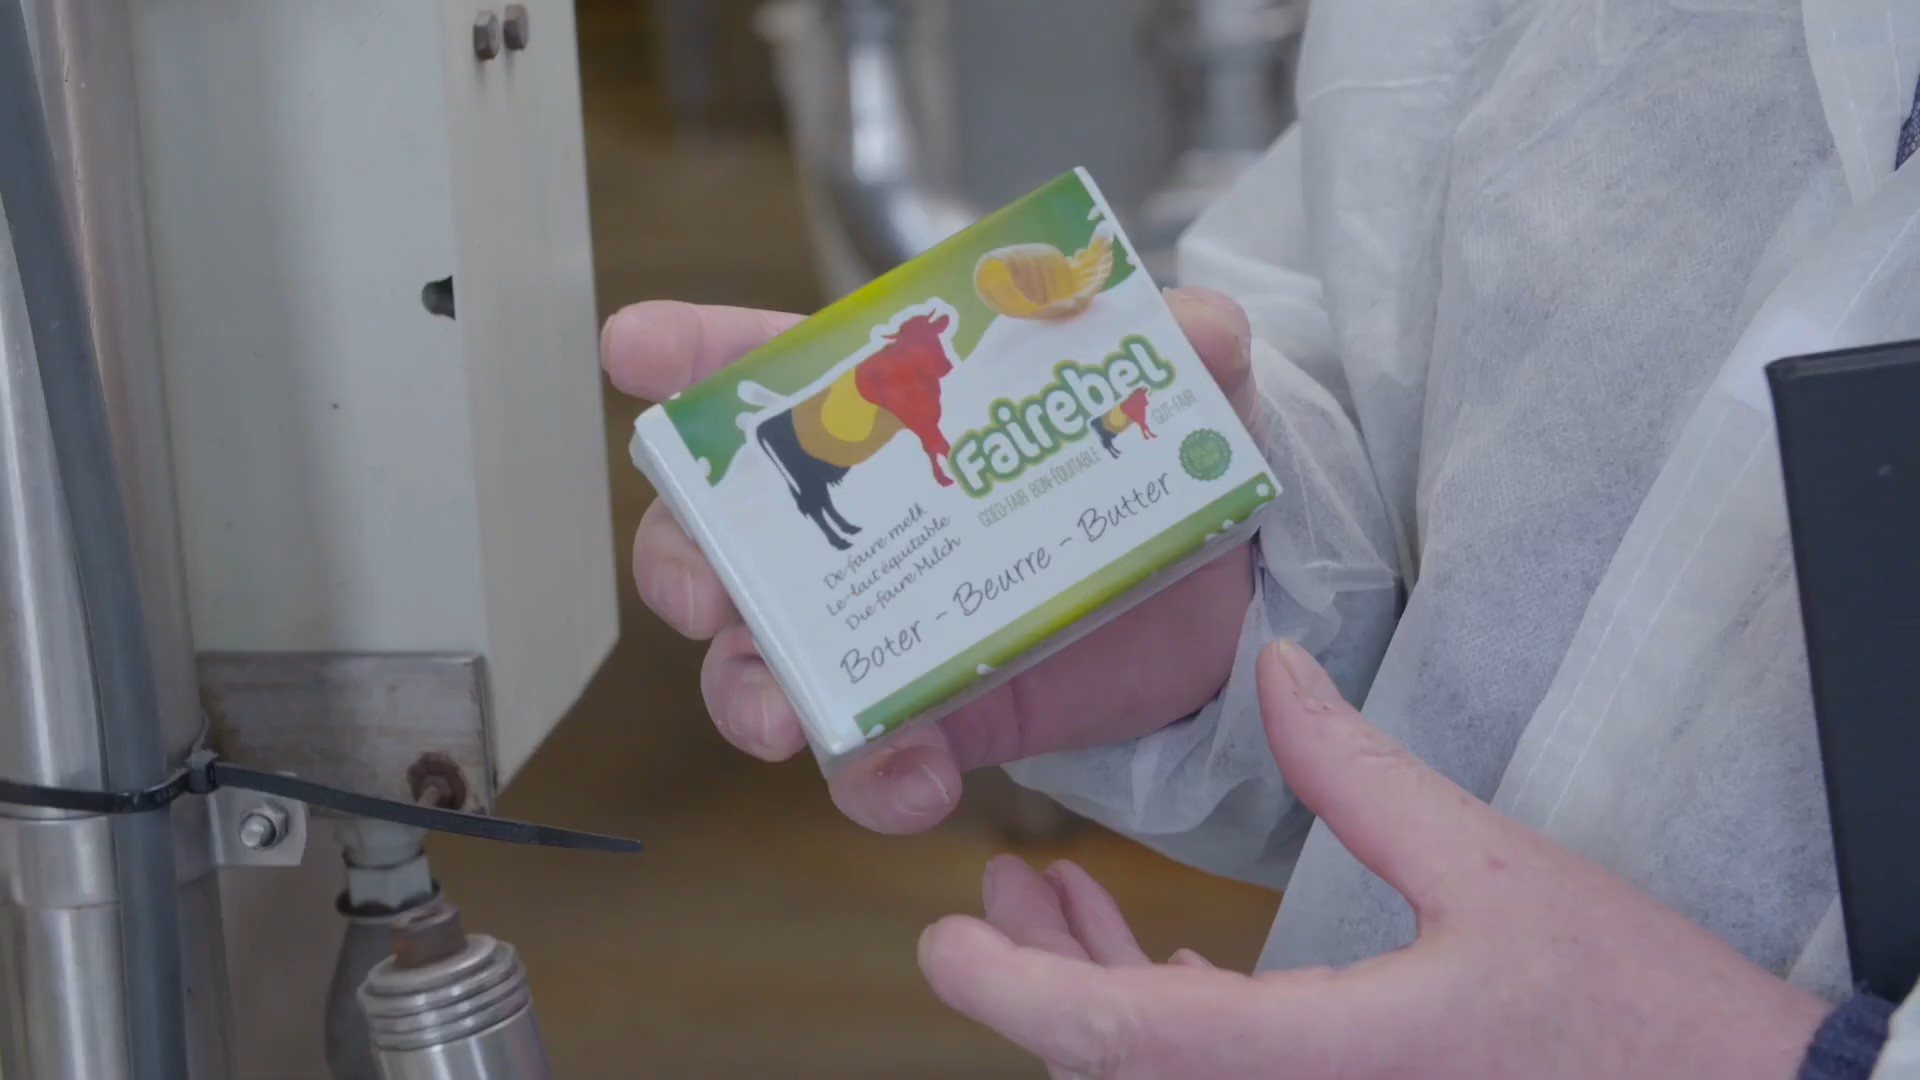 Fairebel
GOED-FAIR BON-ÉQUITABLE GUT-FAIR
De faire melk
Le lait équitable
Die faire Milch
Boter - Beurre - Butter